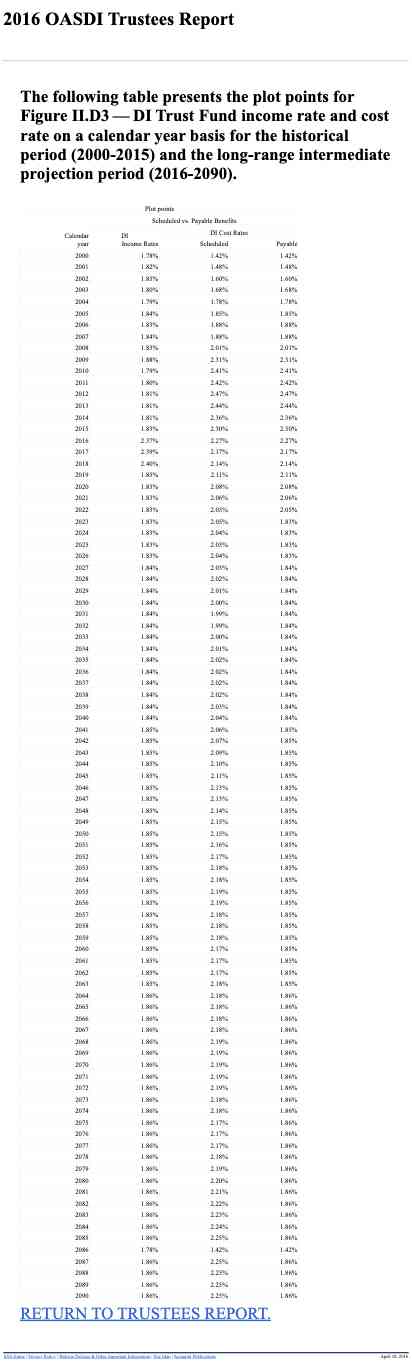 2016 OASDI Trustees Report
The following table presents the plot points for
Figure II.D3 — DI Trust Fund income rate and cost
rate on a calendar year basis for the historical
period (2000-2015) and the long-range intermediate
projection period (2016-2090).
Plot points
Scheduled vs. Payable Benefits
Calendar year DI Income Rates DI Cost Rates Scheduled Payable
2000 1.78% 1.42% 1.42%
2001 1.82% 1.48% 1.48%
2002 1.85% 1.60% 1.60%
2003 1.80% 1.68% 1.68%
2004 1.79% 1.78% 1.78%
2005 1.84% 1.85% 1.85%
2006 1.83% 1.88% 1.88%
2007 1.84% 1.88% 1.88%
2008 1.83% 2.01% 2.01%
2009 1.88% 2.31% 2.31%
2010 1.79% 2.41% 2.41%
2011 1.80% 2.42% 2.42%
2012 1.81% 2.47% 2.47%
2013 1.81% 2.44% 2.44%
2014 1.81% 2.36% 2.36%
2015 1.83% 2.30% 2.30%
2016 2.37% 2.27% 2.27%
2017 2.39% 2.17% 2.17%
2018 2.40% 2.14% 2.14%
2019 1.85% 2.11% 2.11%
2020 1.83% 2.08% 2.08%
2021 1.83% 2.06% 2.06%
2022 1.83% 2.05% 2.05%
2023 1.83% 2.05% 1.83%
2024 1.83% 2.04% 1.83%
2025 1.83% 2.05% 1.83%
2026 1.83% 2.04% 1.83%
2027 1.84% 2.03% 1.84%
2028 1.84% 2.02% 1.84%
2029 1.84% 2.01% 1.84%
2030 1.84% 2.00% 1.84%
2031 1.84% 1.99% 1.84%
2032 1.84% 1.99% 1.84%
2033 1.84% 2.00% 1.84%
2034 1.84% 2.01% 1.84%
2035 1.84% 2.02% 1.84%
2036 1.84% 2.02% 1.84%
2037 1.84% 2.02% 1.84%
2038 1.84% 2.02% 1.84%
2039 1.84% 2.03% 1.84%
2040 1.84% 2.04% 1.84%
2041 1.85% 2.06% 1.85%
2042 1.85% 2.07% 1.85%
2043 1.85% 2.09% 1.85%
2044 1.85% 2.10% 1.85%
2045 1.85% 2.11% 1.85%
2046 1.85% 2.13% 1.85%
2047 1.85% 2.13% 1.85%
2048 1.85% 2.14% 1.85%
2049 1.85% 2.15% 1.85%
2050 1.85% 2.15% 1.85%
2051 1.85% 2.16% 1.85%
2052 1.85% 2.17% 1.85%
2053 1.85% 2.18% 1.85%
2054 1.85% 2.18% 1.85%
2055 1.85% 2.19% 1.85%
2056 1.85% 2.19% 1.85%
2057 1.85% 2.18% 1.85%
2058 1.85% 2.18% 1.85%
2059 1.85% 2.18% 1.85%
2060 1.85% 2.17% 1.85%
2061 1.85% 2.17% 1.85%
2062 1.85% 2.17% 1.85%
2063 1.85% 2.18% 1.85%
2064 1.86% 2.18% 1.86%
2065 1.86% 2.18% 1.86%
2066 1.86% 2.18% 1.86%
2067 1.86% 2.18% 1.86%
2068 1.86% 2.19% 1.86%
2069 1.86% 2.19% 1.86%
2070 1.86% 2.19% 1.86%
2071 1.86% 2.19% 1.86%
2072 1.86% 2.19% 1.86%
2073 1.86% 2.18% 1.86%
2074 1.86% 2.18% 1.86%
2075 1.86% 2.17% 1.86%
2076 1.86% 2.17% 1.86%
2077 1.86% 2.17% 1.86%
2078 1.86% 2.18% 1.86%
2079 1.86% 2.19% 1.86%
2080 1.86% 2.20% 1.86%
2081 1.86% 2.21% 1.86%
2082 1.86% 2.22% 1.86%
2083 1.86% 2.23% 1.86%
2084 1.86% 2.24% 1.86%
2085 1.86% 2.25% 1.86%
2086 1.78% 1.42% 1.42%
2087 1.86% 2.25% 1.86%
2088 1.86% 2.25% 1.86%
2089 1.86% 2.25% 1.86%
2090 1.86% 2.25% 1.86%
RETURN TO TRUSTEES REPORT.